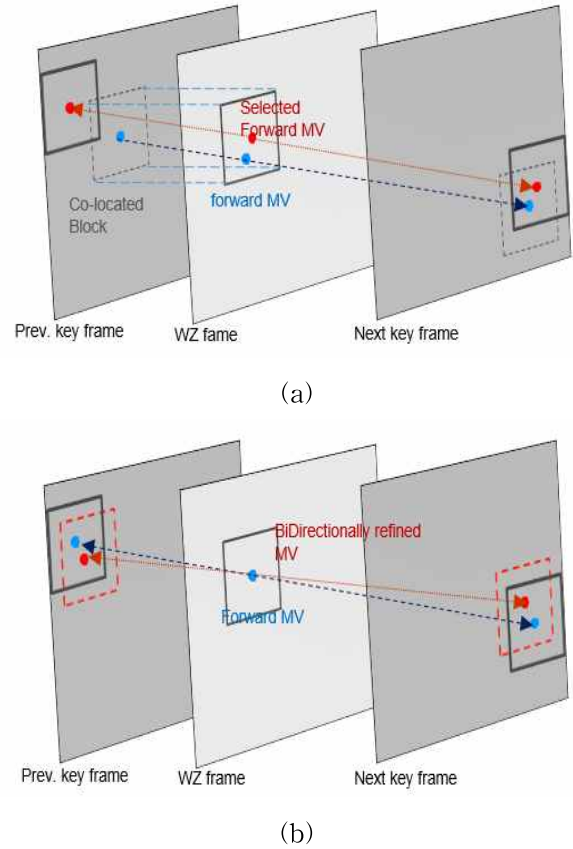 Selected
Forward MV
forward MV
Co-located
Block
Prev. key frame
WZ fame
Next key frame
(a)
BiDirectionally refined
MV
Forward MV
Prev. key frame
WZ frame
Next key frame
(b)